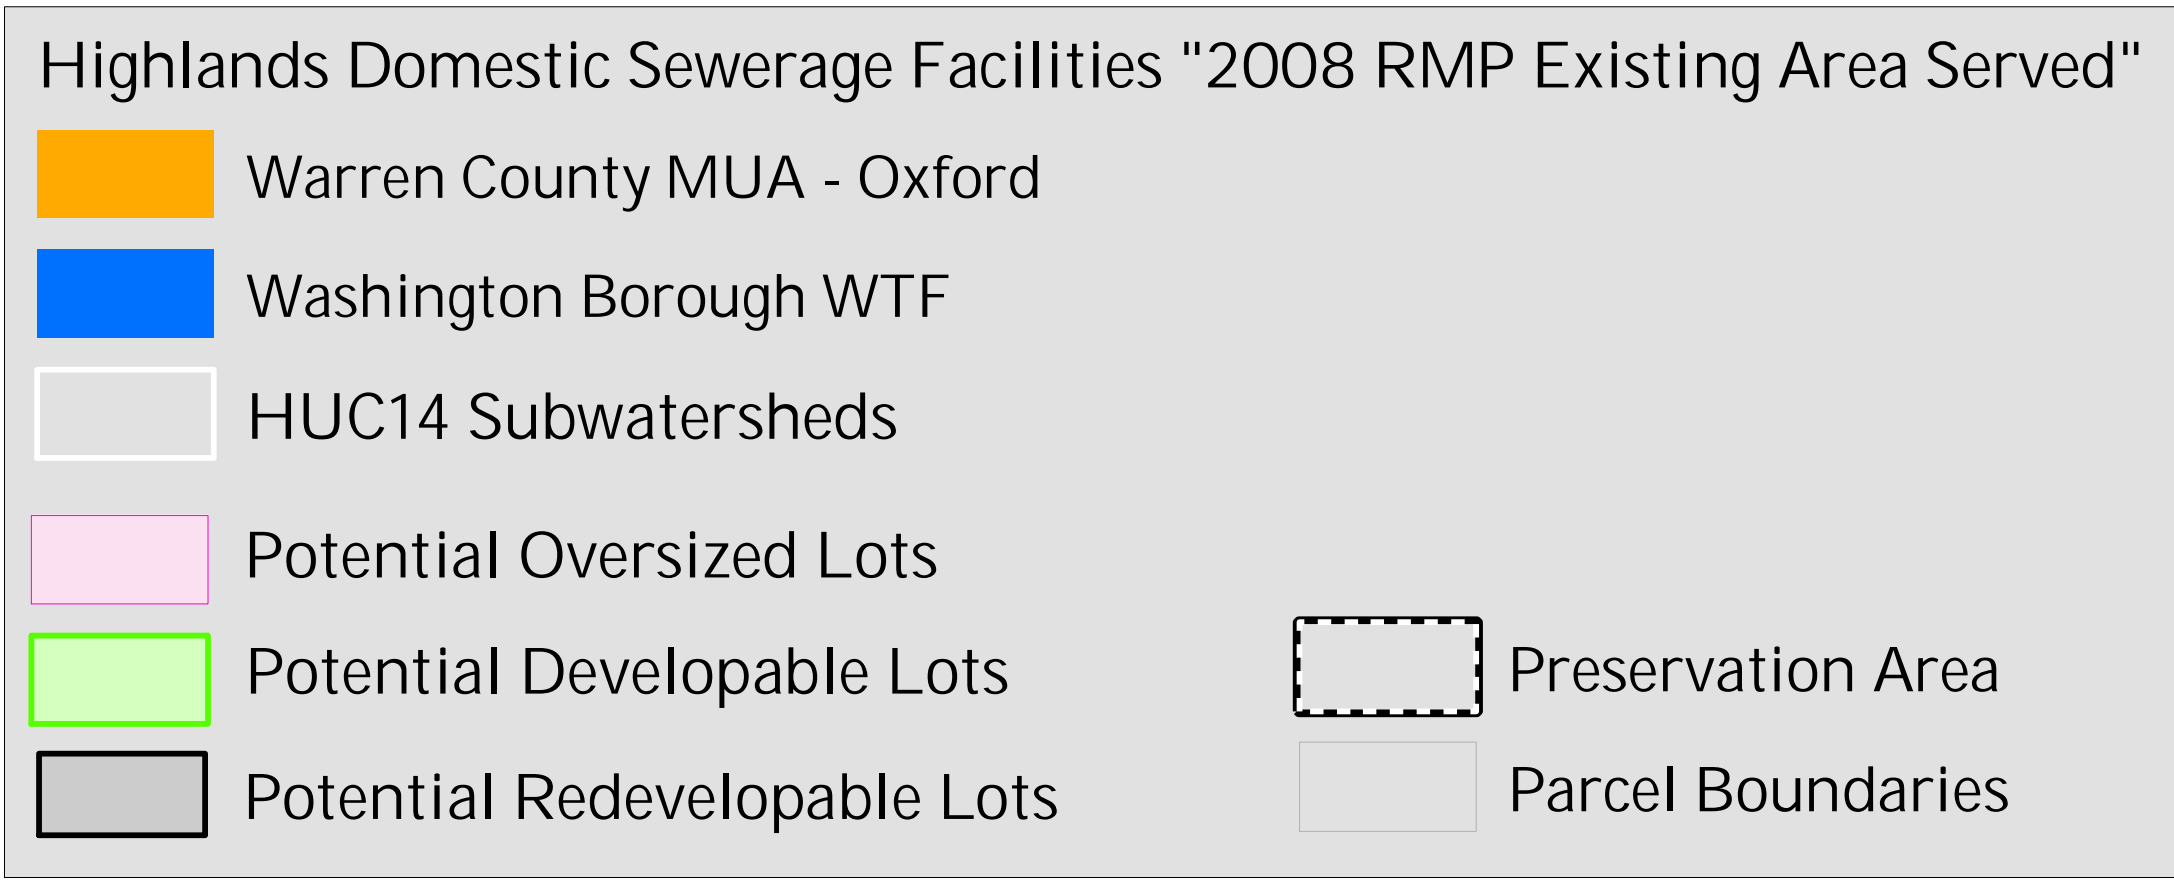 Highlands Domestic Sewerage Facilities "2008 RMP Existing Area Served"
Warren County MUA - Oxford
Washington Borough WTF
HUC14 Subwatersheds
Potential Oversized Lots
Potential Developable Lots
Potential Redevelopable Lots
Preservation Area
Parcel Boundaries